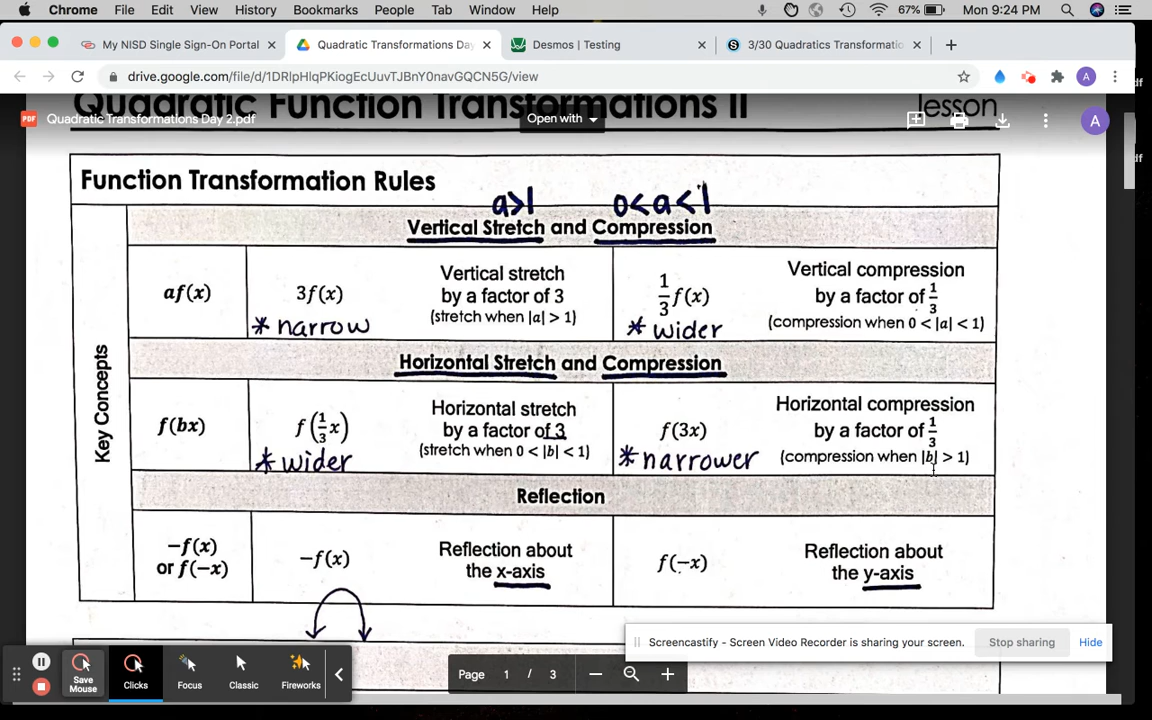 Chrome File Edit View History Bookmarks People Tab Window Help 67% Mon 9:24 PM
My NISD Single Sign-On Portal × Quadratic Transformations Day × Desmos | Testing × 3/30 Quadratics Transformatio ×
drive.google.com/file/d/1DRlpHlqPKiogEcUuvTJBnY0navGQCN5G/view A
Quadratic Function Transformations II lesson
PDF Quadratic Transformations Day 2.pdf Open with A
Function Transformation Rules
a>1 0<a<1
Vertical Stretch and Compression
af(x) 3f(x) Vertical stretch by a factor of 3 (stretch when |a| > 1) 1/3 f(x) Vertical compression by a factor of 1/3 (compression when 0 < |a| < 1)
* narrow * wider
Key Concepts
Horizontal Stretch and Compression
f(bx) f(1/3 x) Horizontal stretch by a factor of 3 (stretch when 0 < |b| < 1) f(3x) Horizontal compression by a factor of 1/3 (compression when |b| > 1)
* wider * narrower
Reflection
−f(x) or f(−x) −f(x) Reflection about the x-axis f(−x) Reflection about the y-axis
Screencastify - Screen Video Recorder is sharing your screen. Stop sharing Hide
Save Mouse Clicks Focus Classic Fireworks
Page 1 / 3